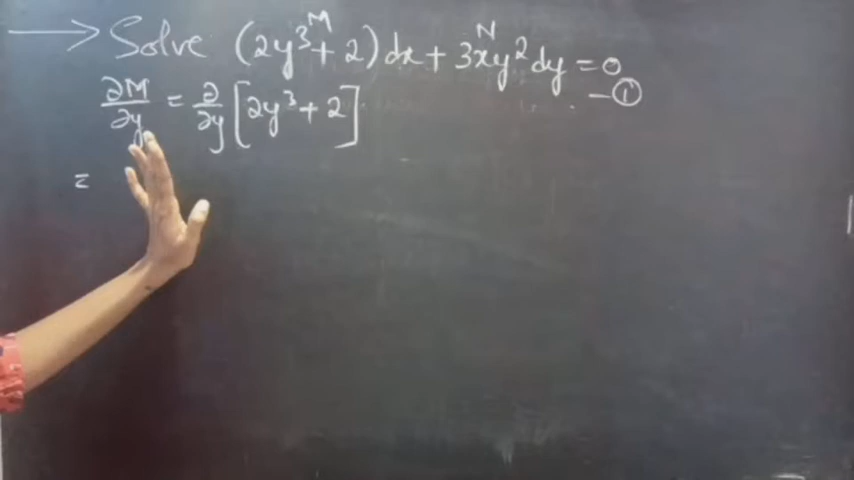 → Solve (2y³ + 2)dx + 3xy²dy = 0 — ①
M N
∂M/∂y = ∂/∂y [2y³ + 2]
=